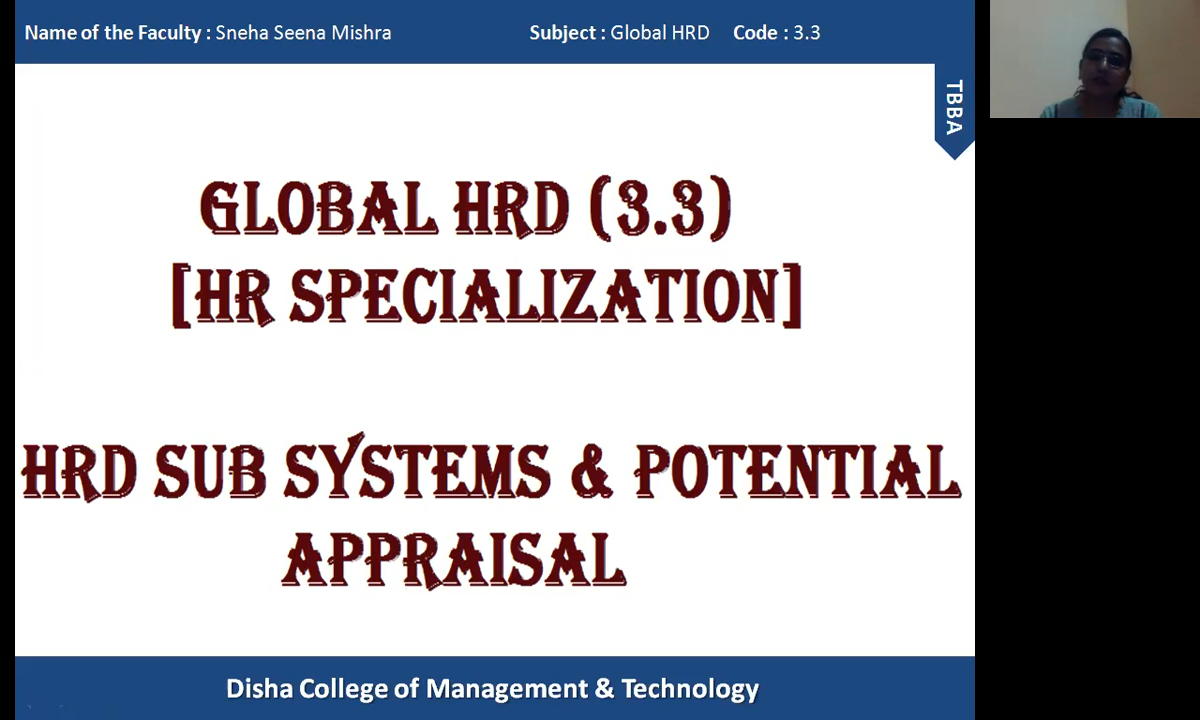 Name of the Faculty : Sneha Seena Mishra Subject : Global HRD Code : 3.3
TBBA
GLOBAL HRD (3.3)
[HR SPECIALIZATION]
HRD SUB SYSTEMS & POTENTIAL
APPRAISAL
Disha College of Management & Technology